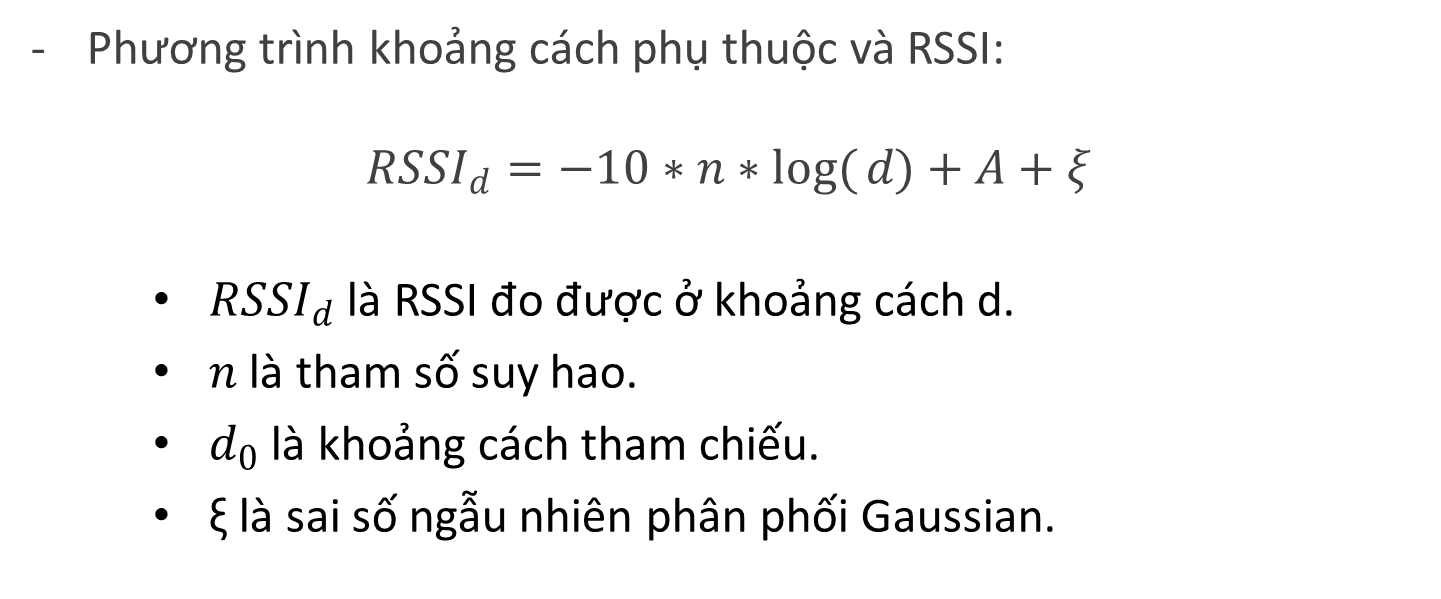 - Phương trình khoảng cách phụ thuộc và RSSI:
RSSI_d = −10 * n * log( d) + A + ξ
• RSSI_d là RSSI đo được ở khoảng cách d.
• n là tham số suy hao.
• d_0 là khoảng cách tham chiếu.
• ξ là sai số ngẫu nhiên phân phối Gaussian.